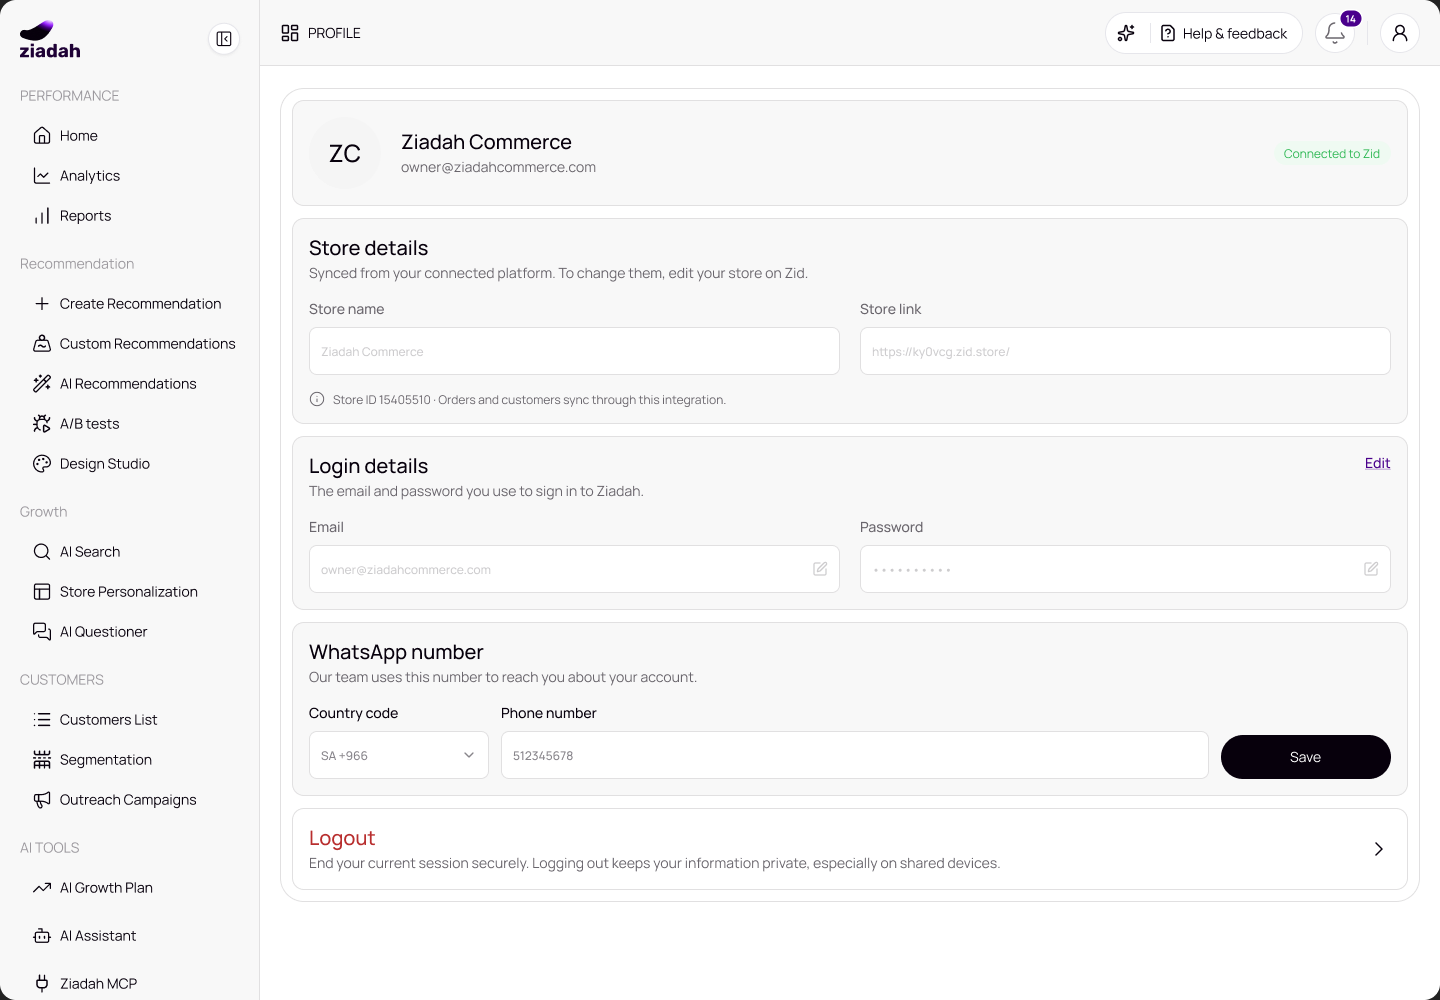 ziadah
PERFORMANCE
Home
Analytics
Reports
Recommendation
Create Recommendation
Custom Recommendations
AI Recommendations
A/B tests
Design Studio
Growth
AI Search
Store Personalization
AI Questioner
CUSTOMERS
Customers List
Segmentation
Outreach Campaigns
AI TOOLS
AI Growth Plan
AI Assistant
Ziadah MCP
PROFILE
Help & feedback
14
ZC
Ziadah Commerce
owner@ziadahcommerce.com
Connected to Zid
Store details
Synced from your connected platform. To change them, edit your store on Zid.
Store name
Store link
Ziadah Commerce
https://ky0vcg.zid.store/
Store ID 15405510 · Orders and customers sync through this integration.
Login details
Edit
The email and password you use to sign in to Ziadah.
Email
Password
owner@ziadahcommerce.com
••••••••••
WhatsApp number
Our team uses this number to reach you about your account.
Country code
Phone number
SA +966
512345678
Save
Logout
End your current session securely. Logging out keeps your information private, especially on shared devices.